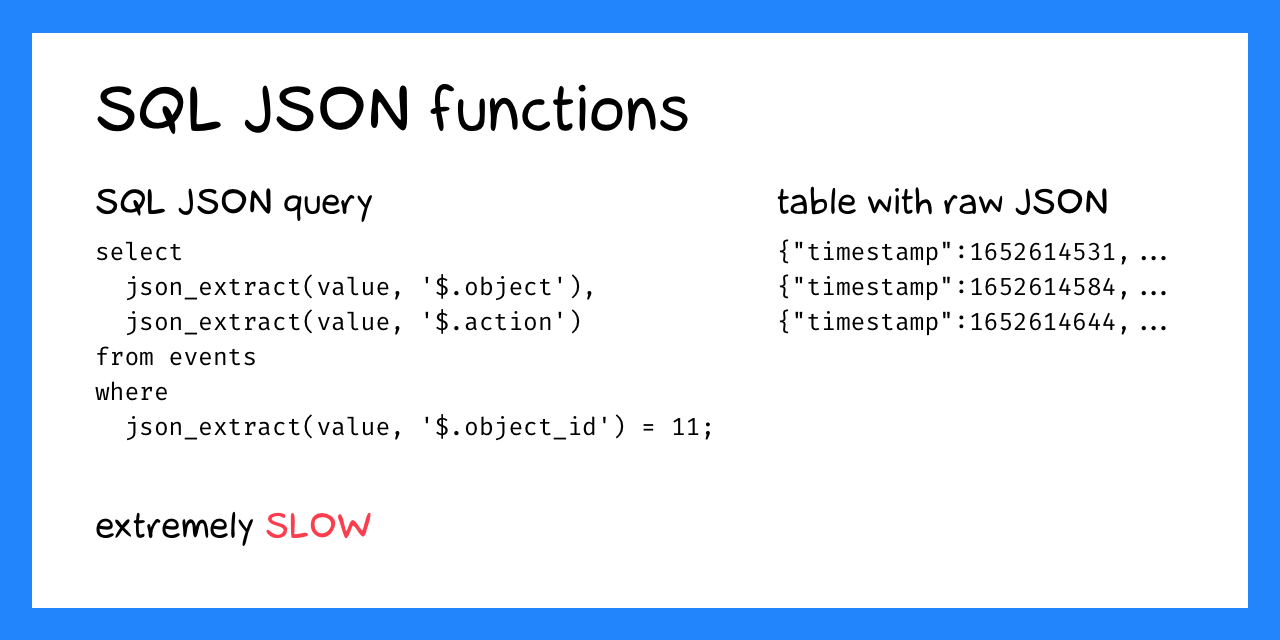 SQL JSON functions
SQL JSON query
select
  json_extract(value, '$.object'),
  json_extract(value, '$.action')
from events
where
  json_extract(value, '$.object_id') = 11;
table with raw JSON
{"timestamp":1652614531, ...
{"timestamp":1652614584, ...
{"timestamp":1652614644, ...
extremely SLOW